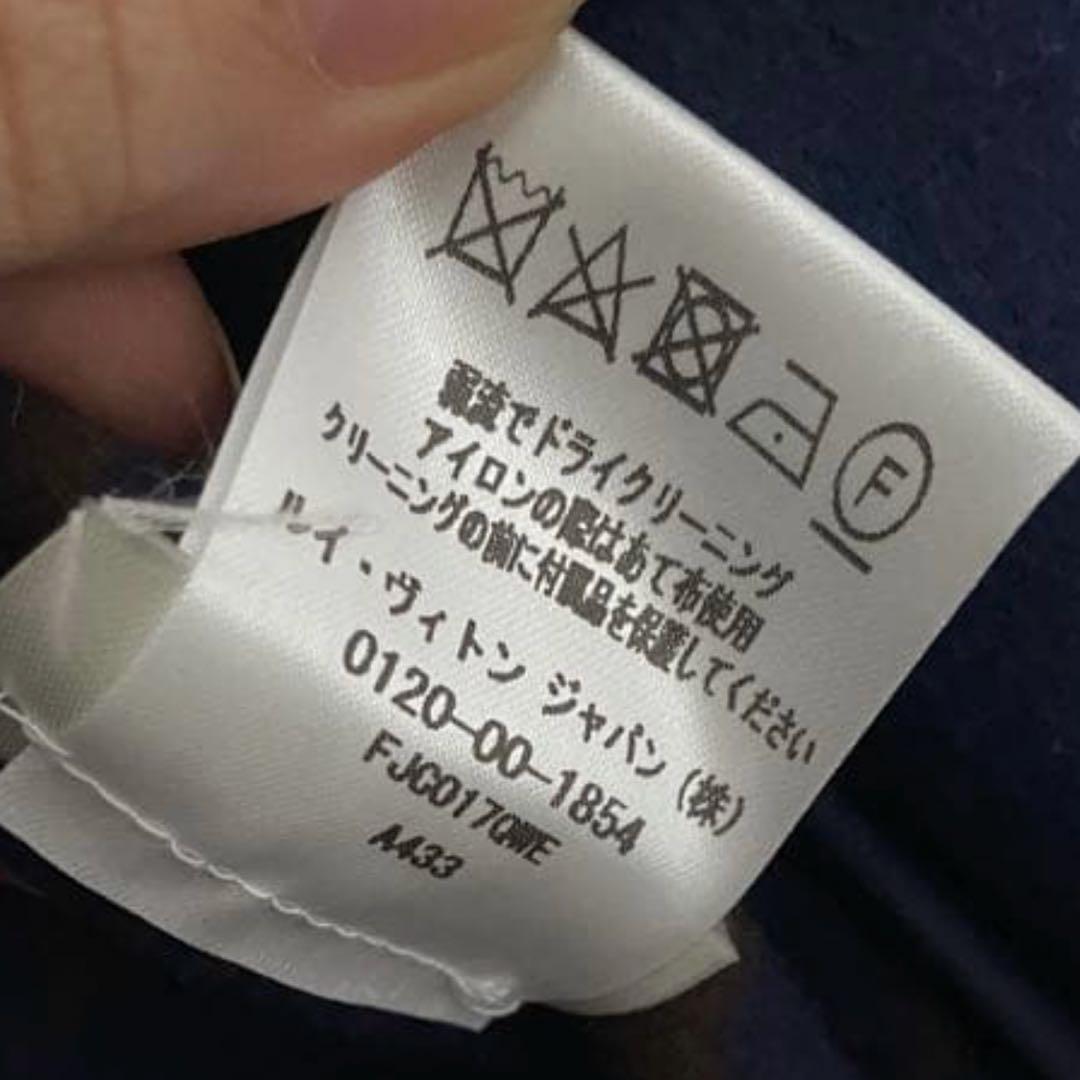 F
弱流でドライクリーニング
アイロンの際はあて布使用
クリーニングの前に付属品を保護してください
ルイ・ヴィトン ジャパン (株)
0120-00-1854
FJC017QWE
A433